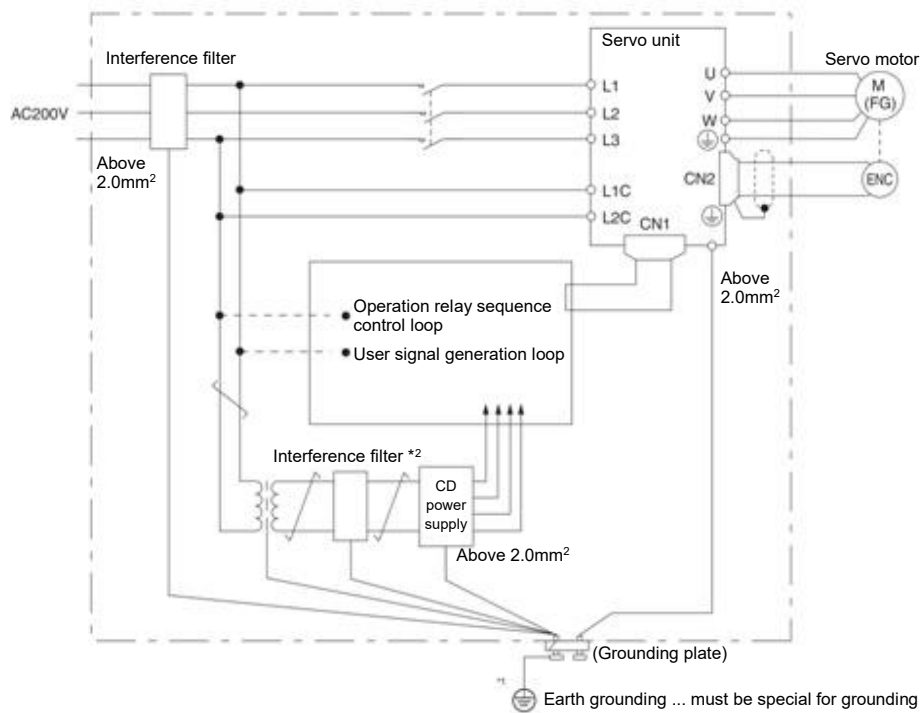 Interference filter
Servo unit
Servo motor
AC200V
L1
L2
L3
U
V
W
M
(FG)
Above
2.0mm²
L1C
L2C
CN2
ENC
CN1
Above
2.0mm²
Operation relay sequence
control loop
User signal generation loop
Interference filter *²
CD
power
supply
Above 2.0mm²
(Grounding plate)
*1
Earth grounding ... must be special for grounding